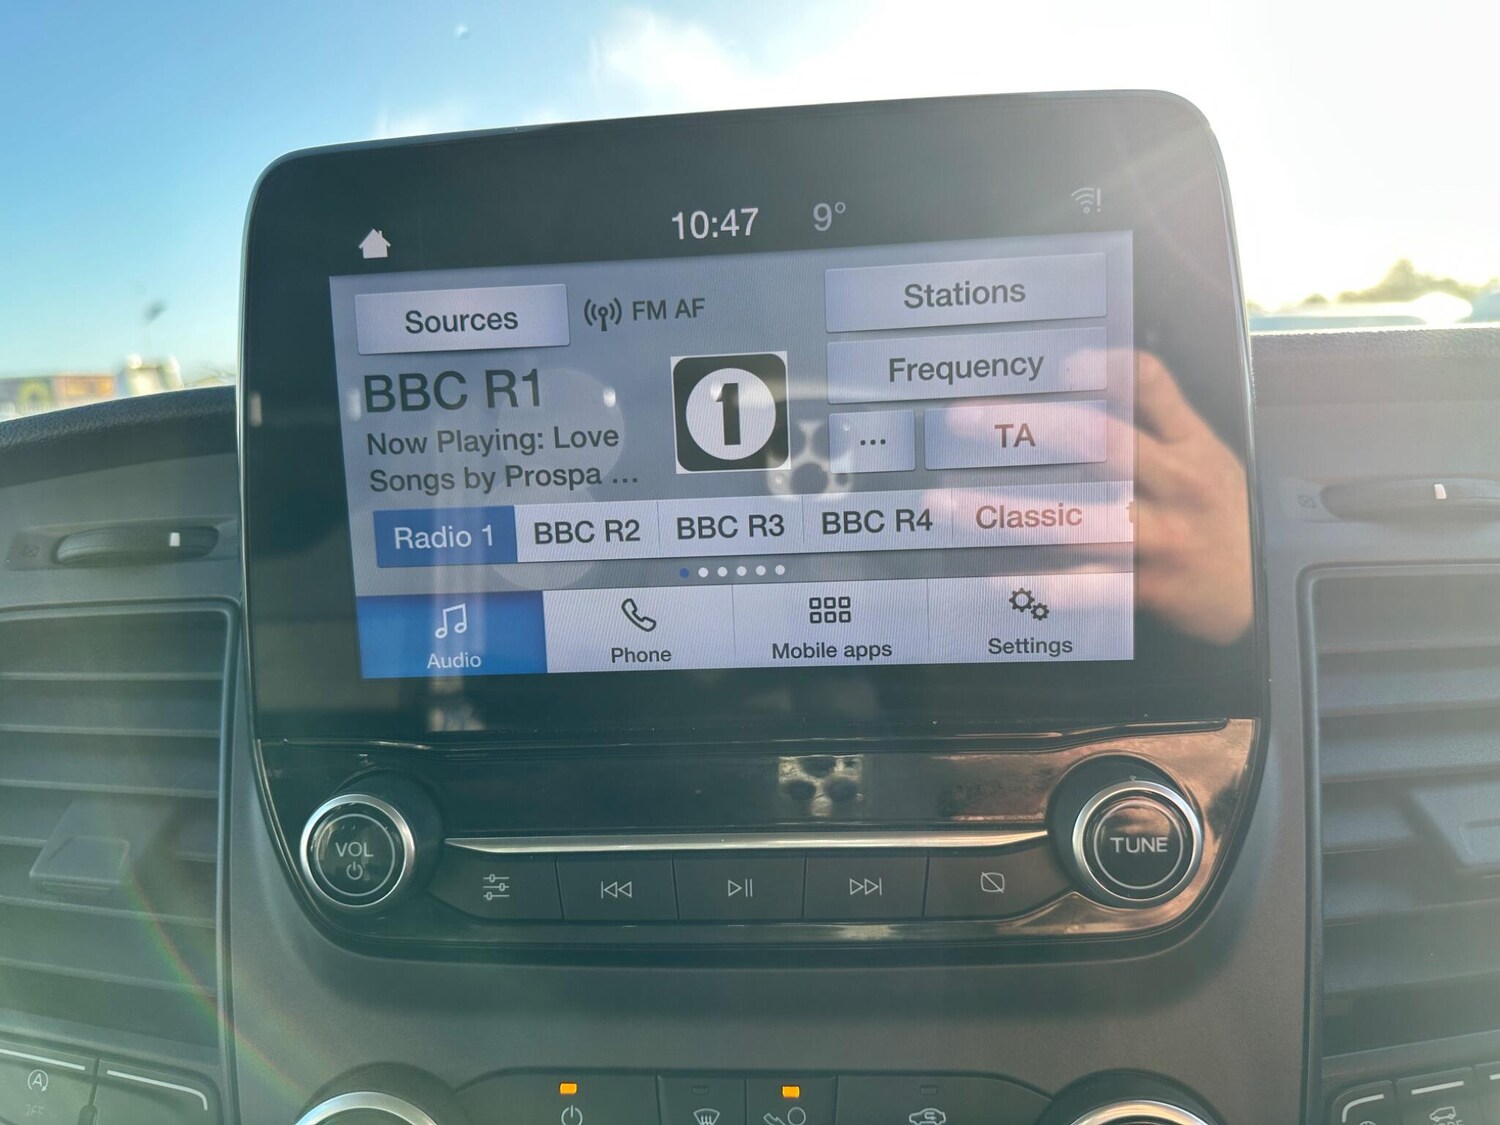 10:47 9°
Sources
FM AF
Stations
BBC R1
1
Frequency
Now Playing: Love
Songs by Prospa ...
...
TA
Radio 1
BBC R2
BBC R3
BBC R4
Classic
Audio
Phone
Mobile apps
Settings
VOL
TUNE
A